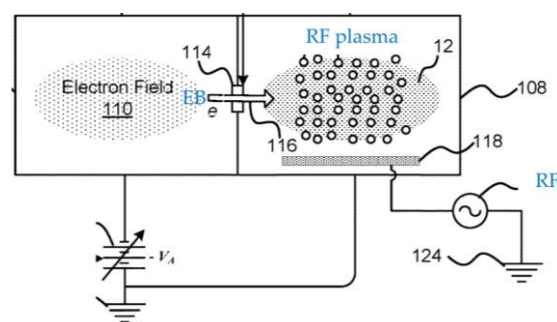 RF plasma
114
12
Electron Field
110
EB
e
116
108
118
RF
- V_A
124